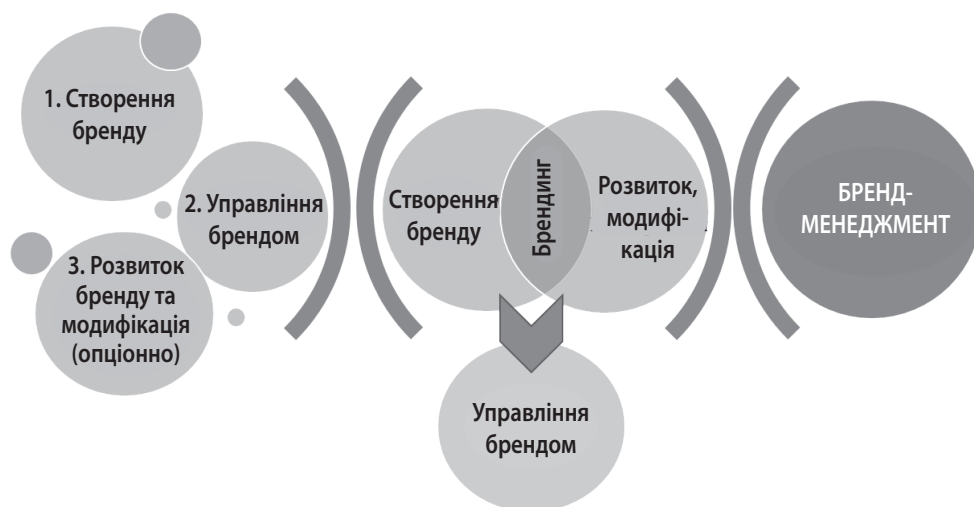 1. Створення
бренду
2. Управління
брендом
3. Розвиток
бренду та
модифікація
(опціонно)
Створення
бренду
Брендинг
Розвиток,
модифі-
кація
Управління
брендом
БРЕНД-
МЕНЕДЖМЕНТ